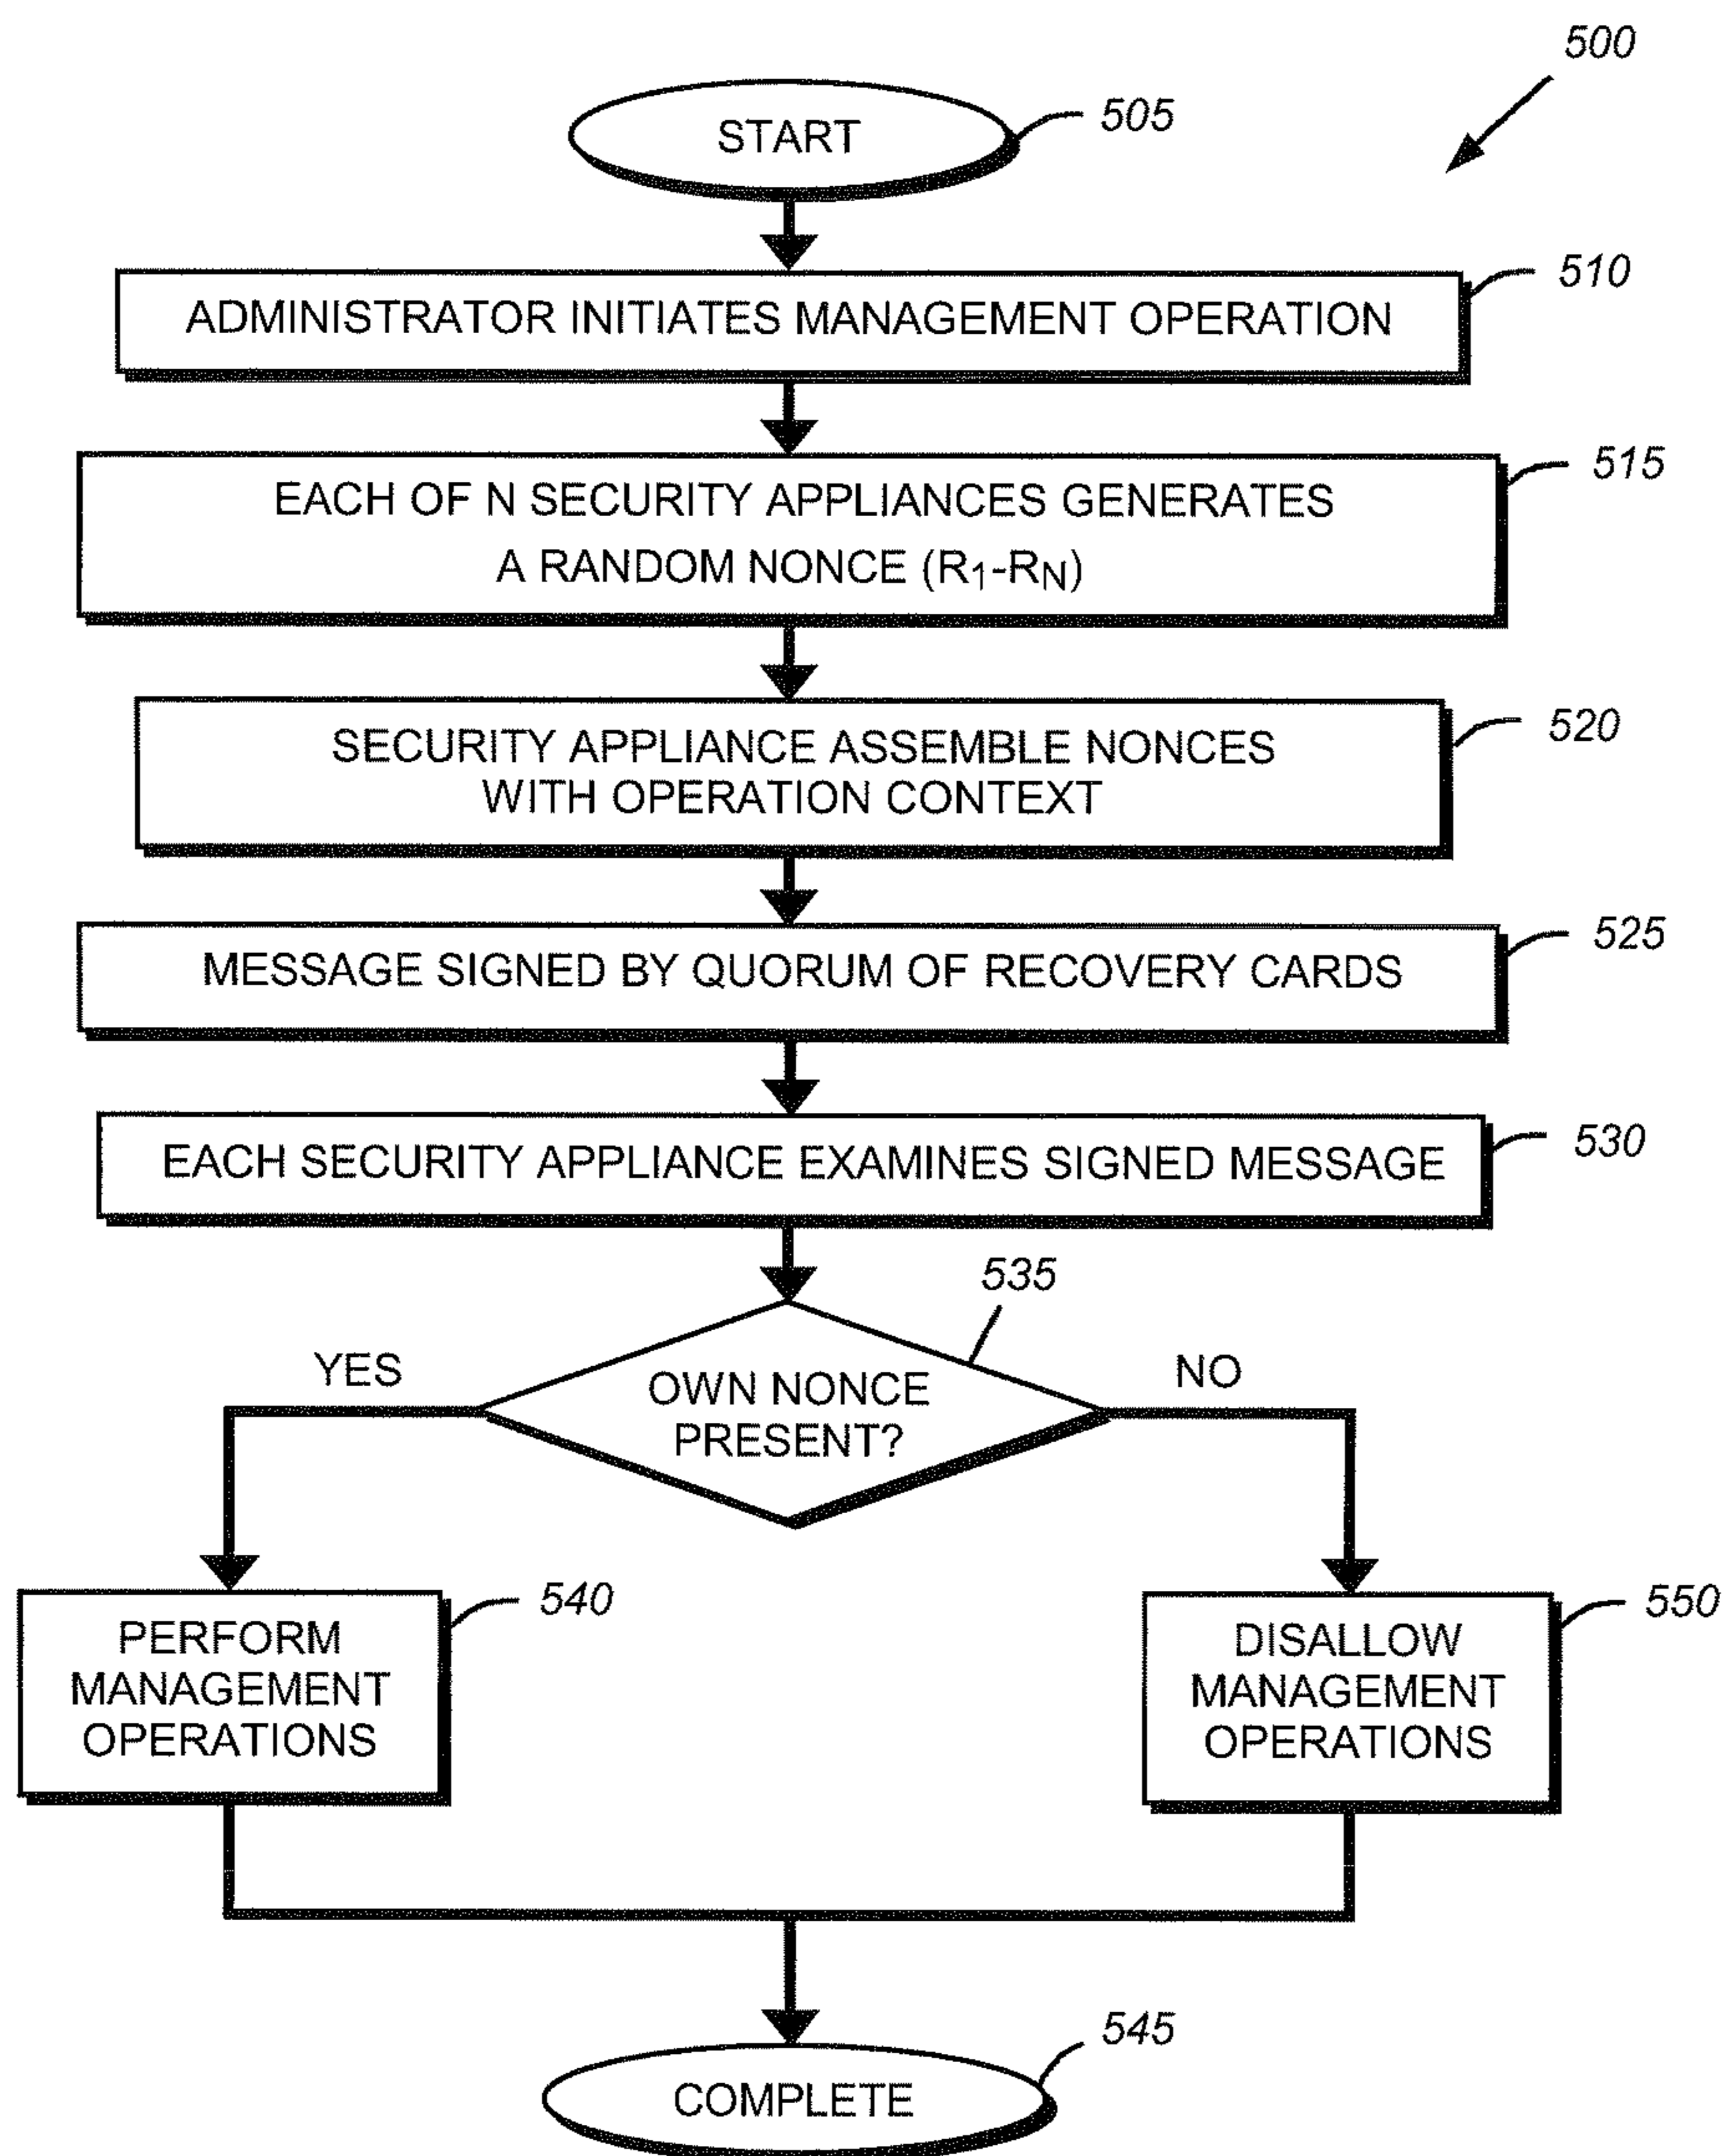 500
START
505
ADMINISTRATOR INITIATES MANAGEMENT OPERATION
510
EACH OF N SECURITY APPLIANCES GENERATES
A RANDOM NONCE (R1-RN)
515
SECURITY APPLIANCE ASSEMBLE NONCES
WITH OPERATION CONTEXT
520
MESSAGE SIGNED BY QUORUM OF RECOVERY CARDS
525
EACH SECURITY APPLIANCE EXAMINES SIGNED MESSAGE
530
535
OWN NONCE
PRESENT?
YES
NO
PERFORM
MANAGEMENT
OPERATIONS
540
DISALLOW
MANAGEMENT
OPERATIONS
550
COMPLETE
545